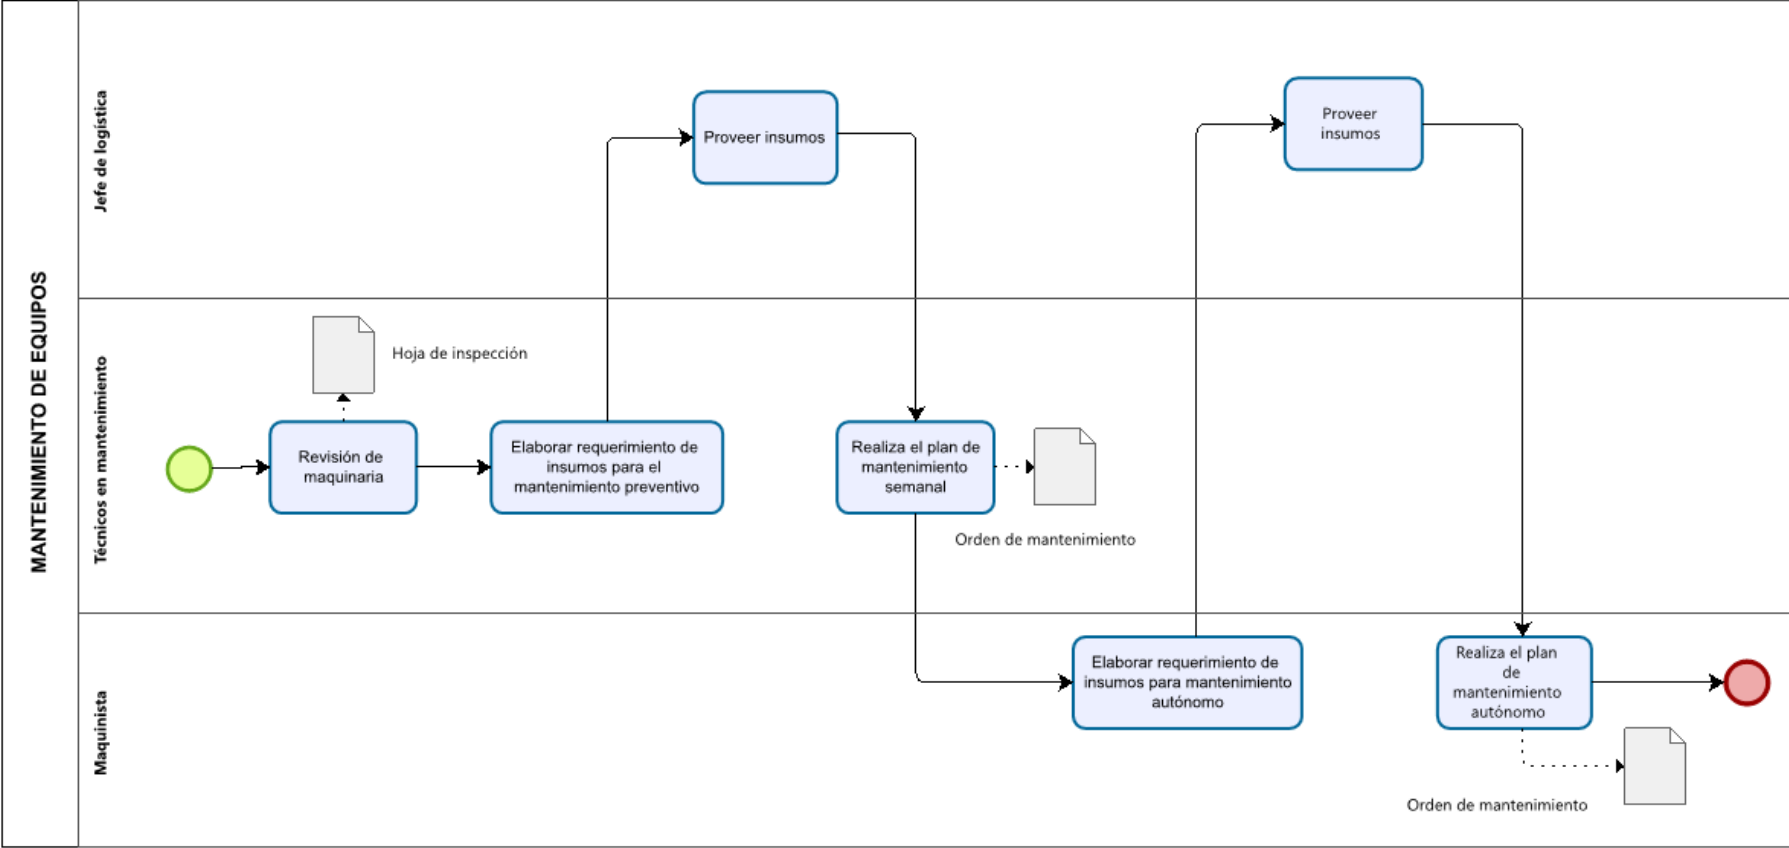 MANTENIMIENTO DE EQUIPOS
Jefe de logística
Proveer insumos
Proveer
insumos
Técnicos en mantenimiento
Hoja de inspección
Revisión de
maquinaria
Elaborar requerimiento de
insumos para el
mantenimiento preventivo
Realiza el plan de
mantenimiento
semanal
Orden de mantenimiento
Maquinista
Elaborar requerimiento de
insumos para mantenimiento
autónomo
Realiza el plan
de
mantenimiento
autónomo
Orden de mantenimiento